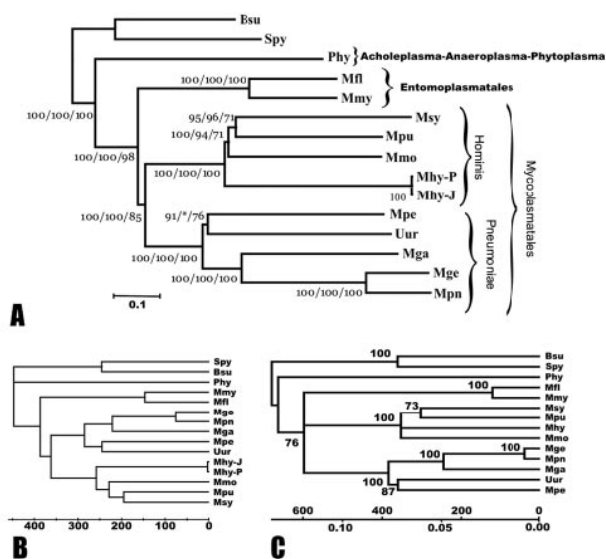 Bsu
Spy
Phy } Acholeplasma-Anaeroplasma-Phytoplasma
100/100/100
Mfl
Entomoplasmatales
Mmy
100/100/100
95/96/71
Msy
100/94/71
Mpu
100/100/98
Mmo
100/100/100
Mhy-P
100
Mhy-J
Hominis
Mycoplasmatales
100/100/85
91/*/76
Mpe
Uur
100/100/100
Mga
100/100/100
Mge
100/100/100
Mpn
Pneumoniae
0.1
A
Spy
Bsu
Phy
Mmy
Mfl
Mge
Mpn
Mga
Mpe
Uur
Mhy-J
Mhy-P
Mmo
Mpu
Msy
400 300 200 100 0
B
100
Bsu
Spy
Phy
100
Mfl
Mmy
76
73
Msy
Mpu
100
Mhy
Mmo
100
Mge
Mpn
100
Mga
100
Uur
87
Mpe
600 400 200 0
0.10 0.05 0.00
C